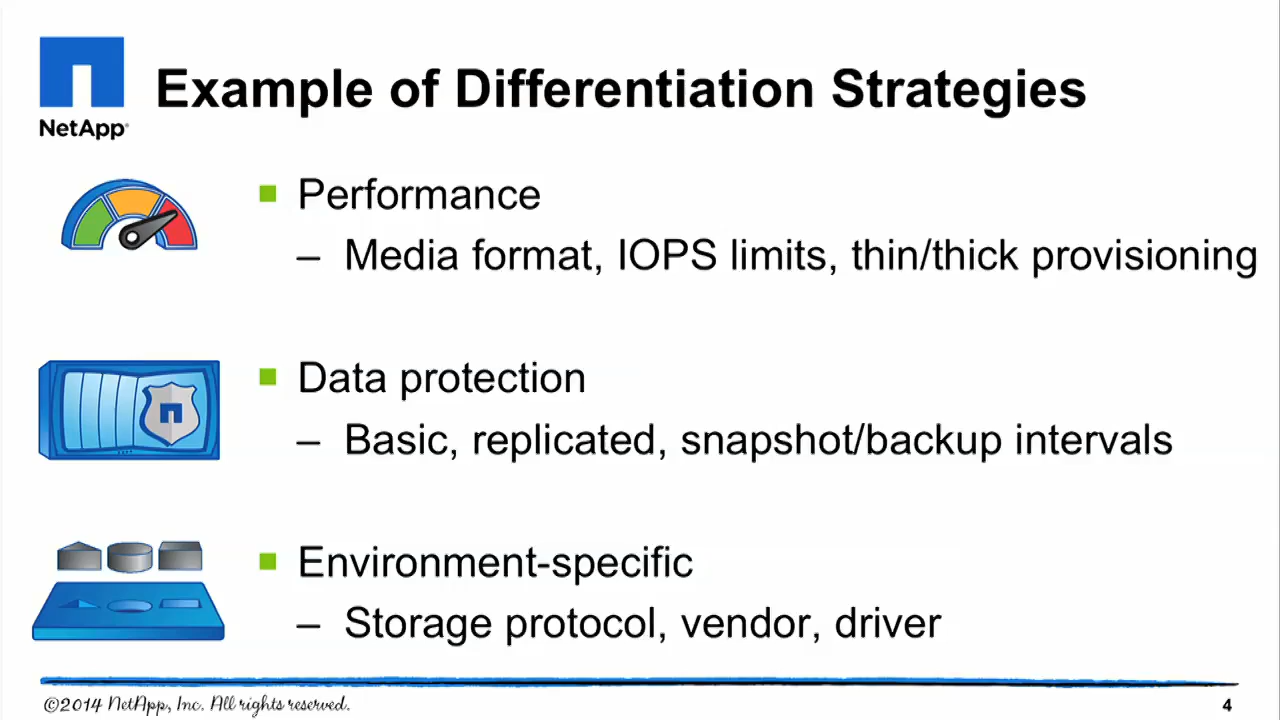 NetApp
Example of Differentiation Strategies
Performance
– Media format, IOPS limits, thin/thick provisioning
Data protection
– Basic, replicated, snapshot/backup intervals
Environment-specific
– Storage protocol, vendor, driver
©2014 NetApp, Inc. All rights reserved.
4